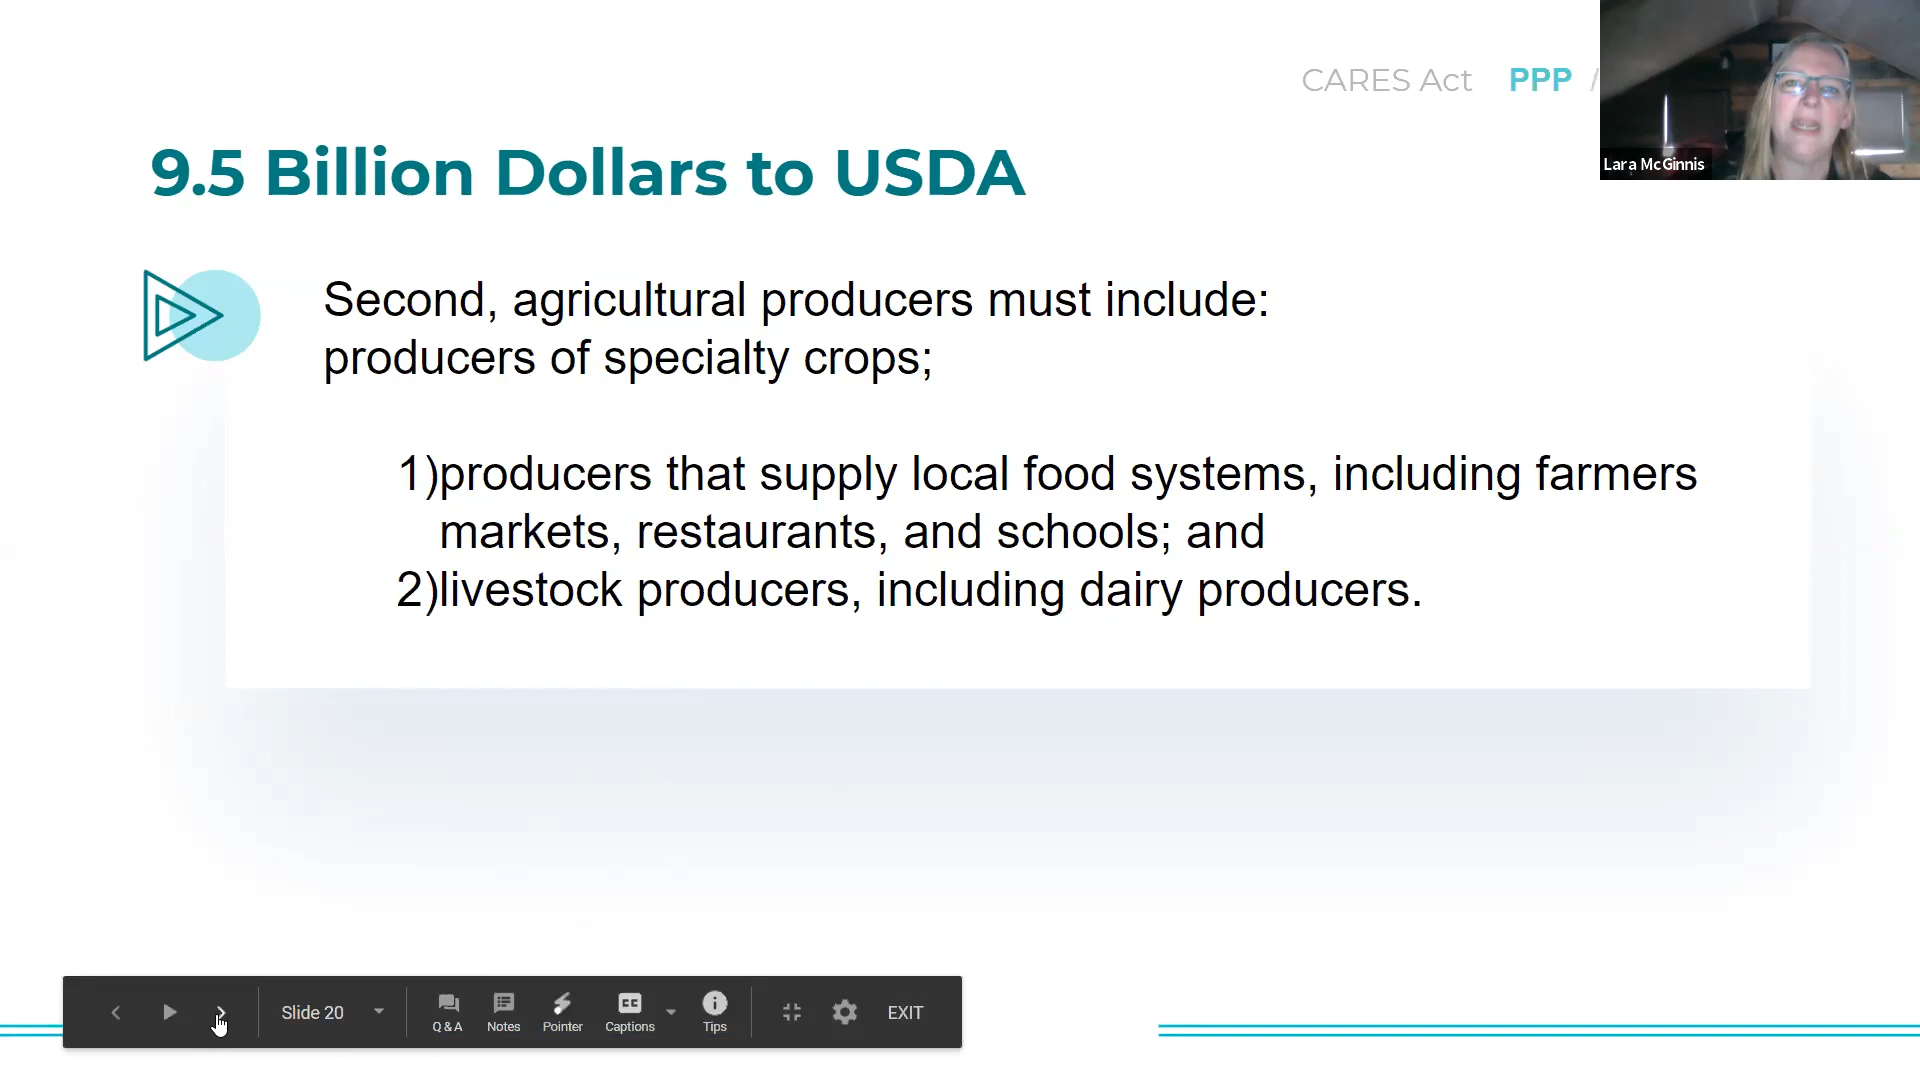 CARES Act PPP /
Lara McGinnis
9.5 Billion Dollars to USDA
Second, agricultural producers must include:
producers of specialty crops;
1)producers that supply local food systems, including farmers
markets, restaurants, and schools; and
2)livestock producers, including dairy producers.
Slide 20
Q & A
Notes
Pointer
CC
Captions
Tips
EXIT